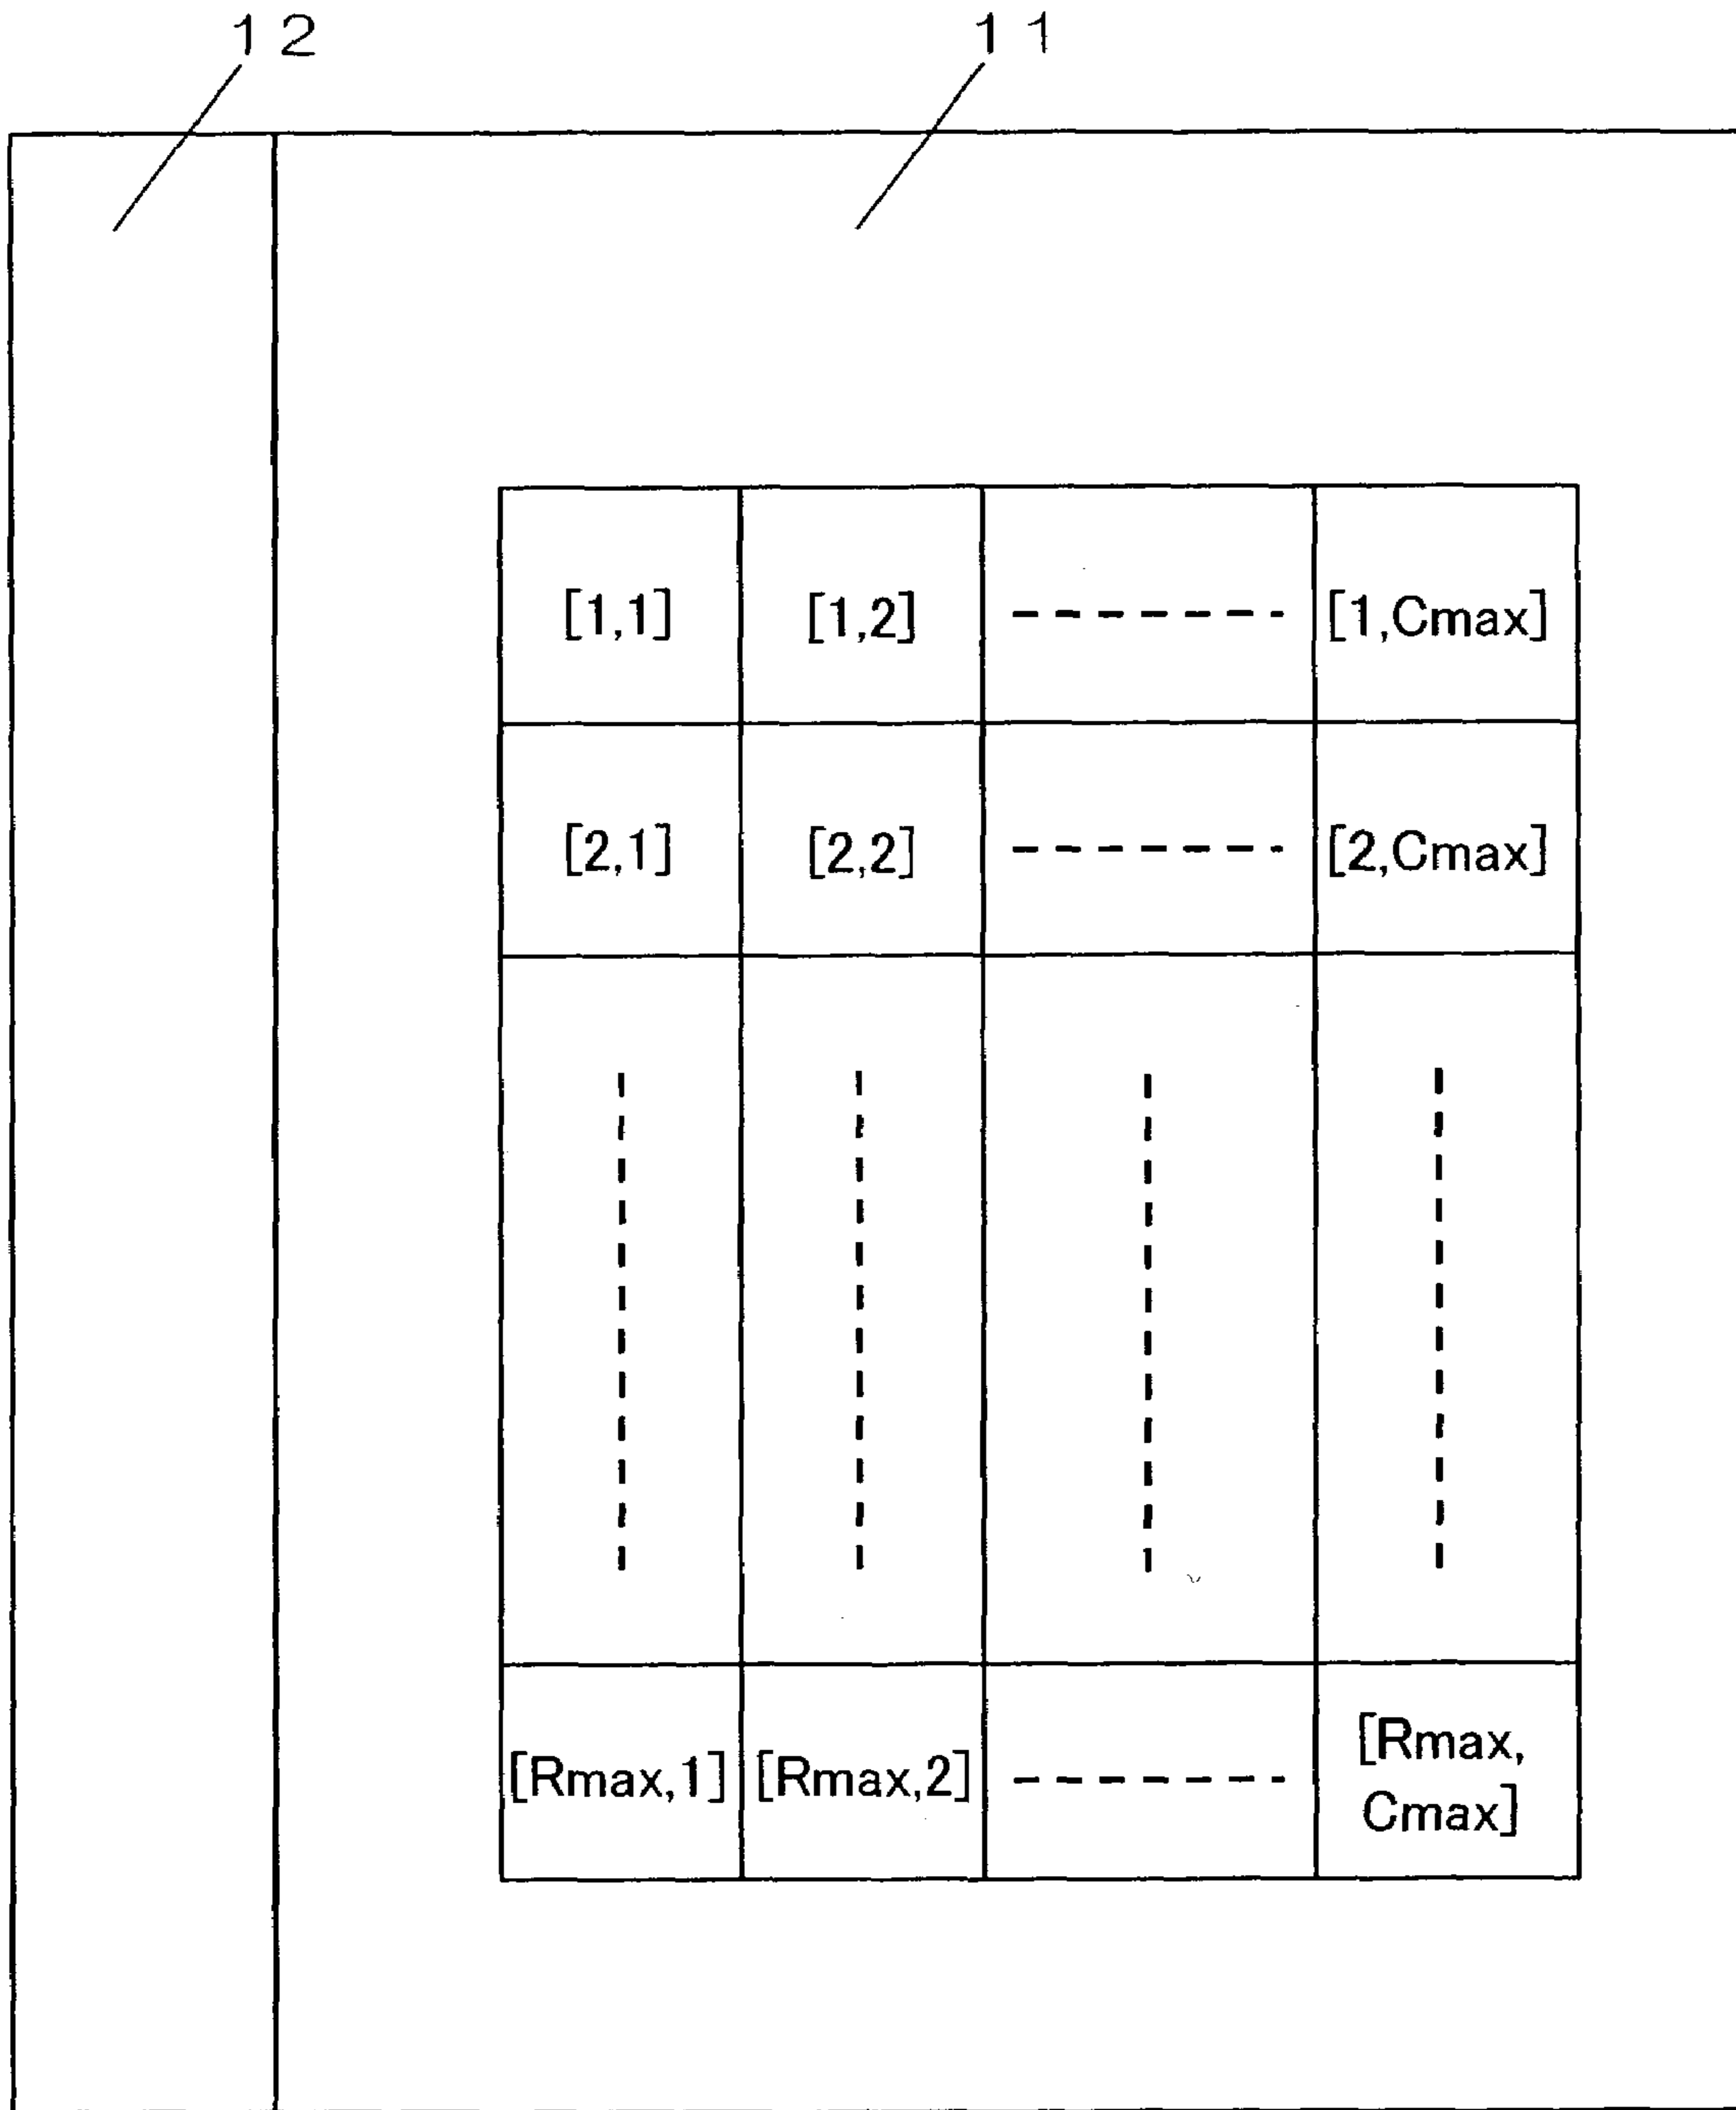 12 11
[1,1] [1,2] [1,Cmax]
[2,1] [2,2] [2,Cmax]
[Rmax,1] [Rmax,2] [Rmax,
Cmax]